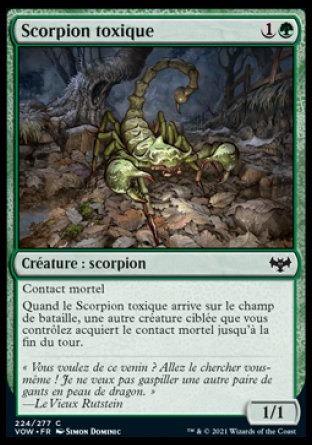 Scorpion toxique 1
Créature : scorpion
Contact mortel
Quand le Scorpion toxique arrive sur le champ
de bataille, une autre créature ciblée que vous
contrôlez acquiert le contact mortel jusqu'à la
fin du tour.
« Vous voulez de ce venin ? Allez le chercher vous-
même ! Je ne veux pas gaspiller une autre paire de
gants en peau de dragon. »
—Le Vieux Rutstein
1/1
224/277 C
VOW • FR SIMON DOMINIC
™ & © 2021 Wizards of the Coast